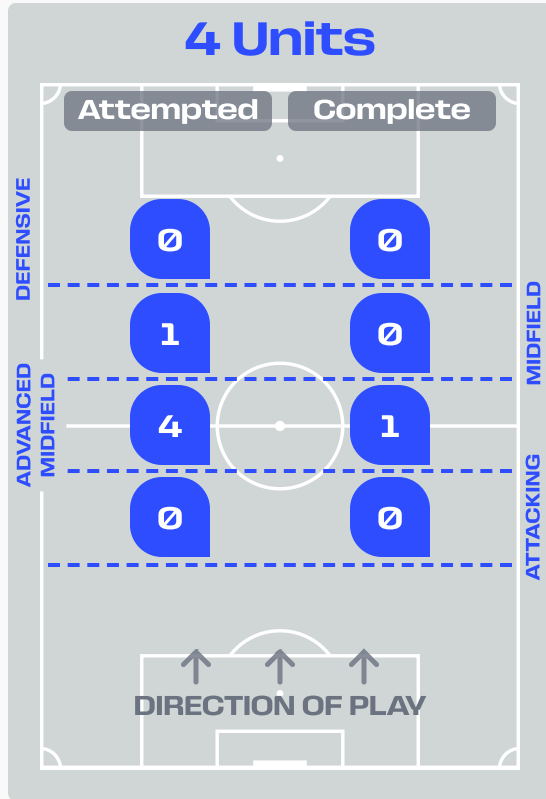 4 Units
Attempted Complete
DEFENSIVE
0 0
MIDFIELD
1 0
ADVANCED
MIDFIELD
4 1
ATTACKING
0 0
DIRECTION OF PLAY